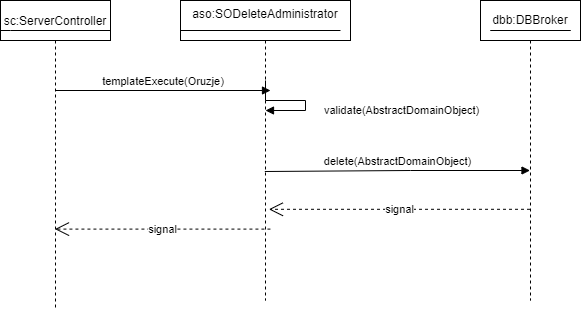 sc:ServerController
aso:SODeleteAdministrator
dbb:DBBroker
templateExecute(Oruzje)
validate(AbstractDomainObject)
delete(AbstractDomainObject)
signal
signal